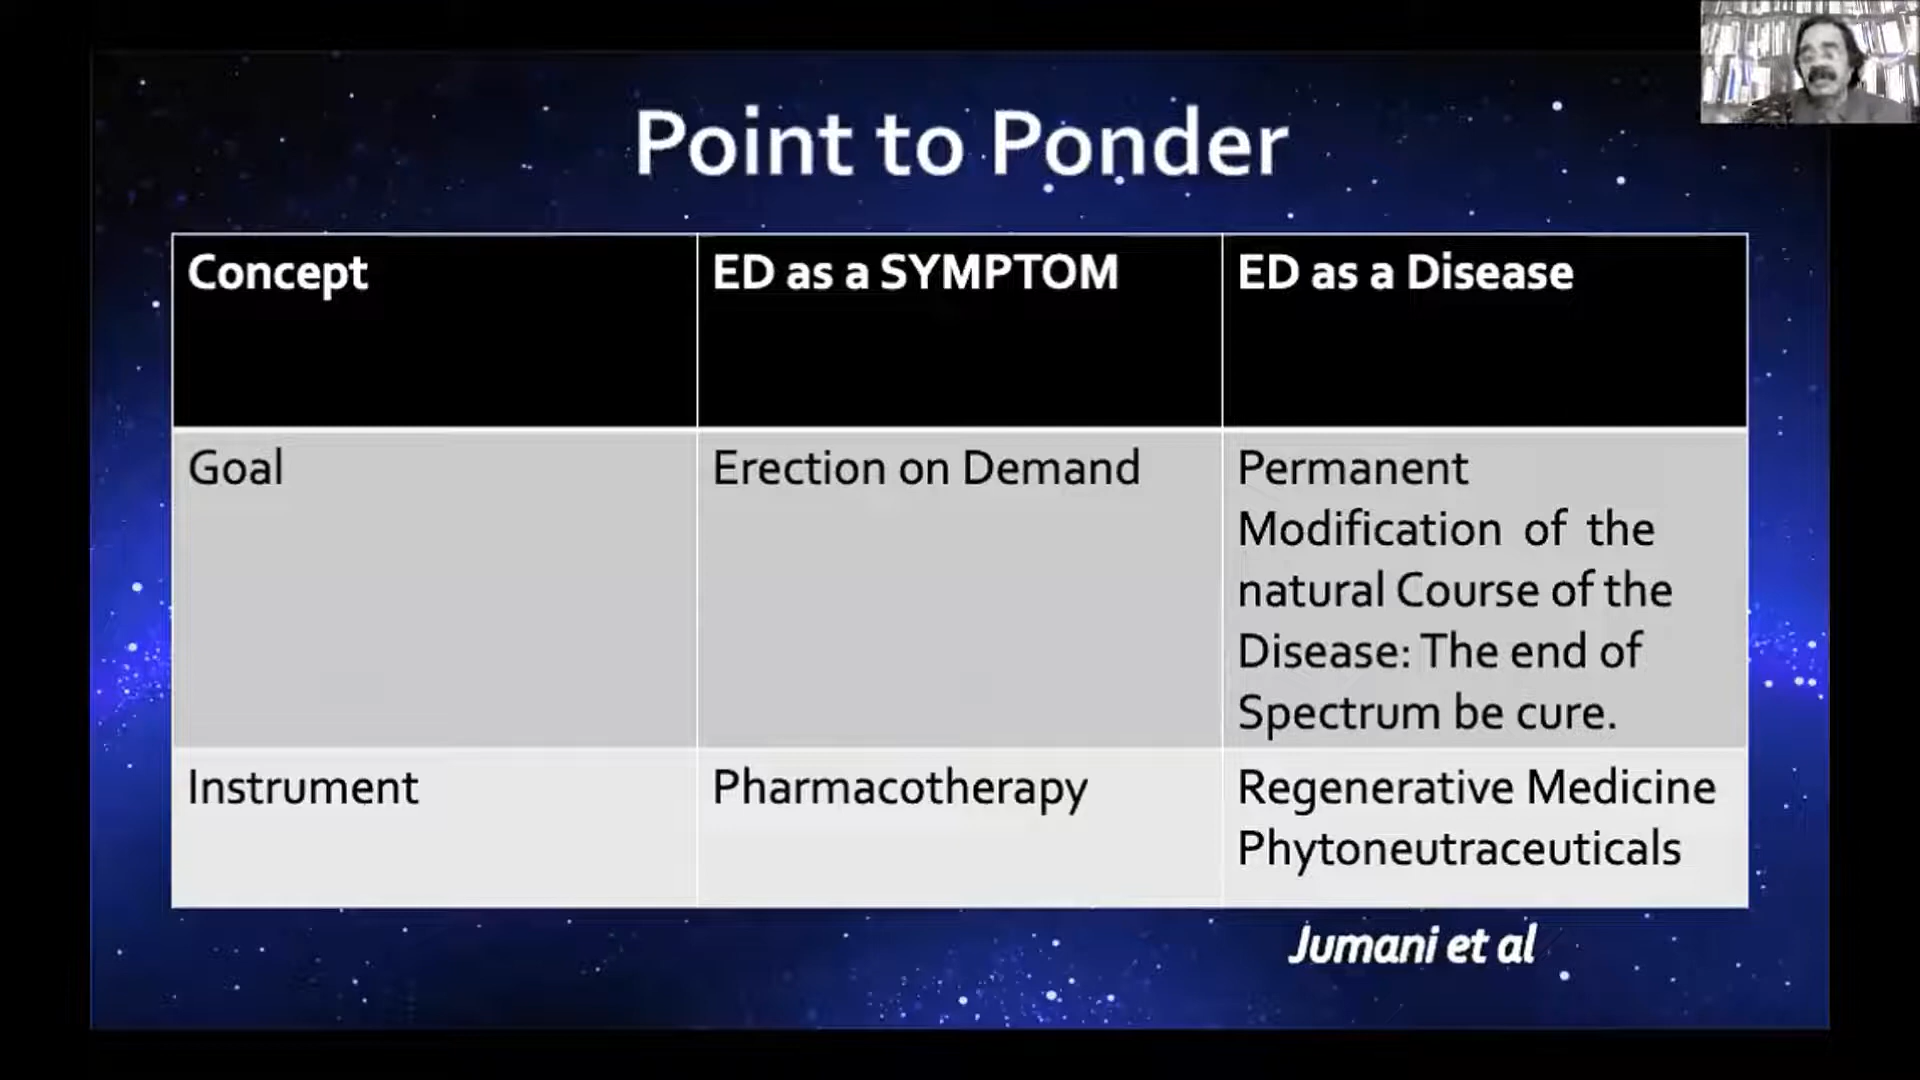 Point to Ponder
Concept
ED as a SYMPTOM
ED as a Disease
Goal
Erection on Demand
Permanent
Modification of the
natural Course of the
Disease: The end of
Spectrum be cure.
Instrument
Pharmacotherapy
Regenerative Medicine
Phytoneutraceuticals
Jumani et al